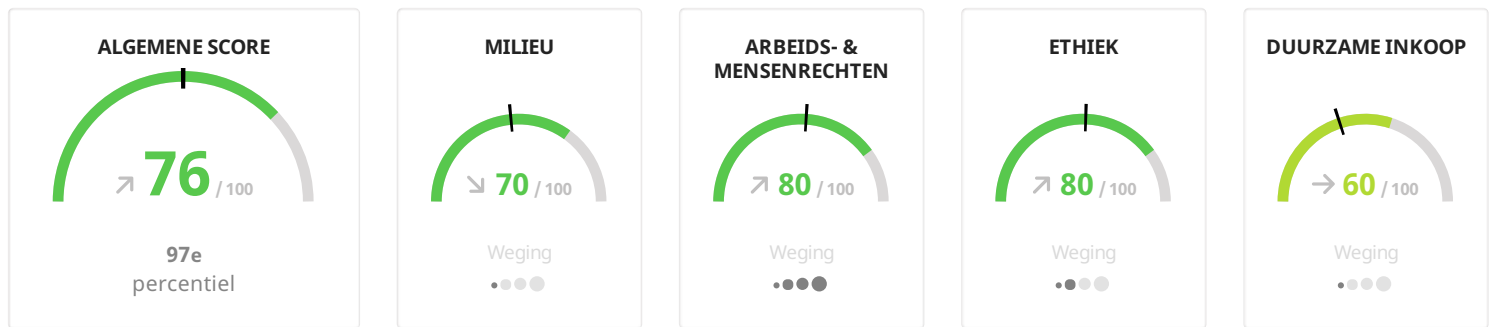 ALGEMENE SCORE
76 / 100
97e
percentiel
MILIEU
70 / 100
Weging
ARBEIDS- &
MENSENRECHTEN
80 / 100
Weging
ETHIEK
80 / 100
Weging
DUURZAME INKOOP
60 / 100
Weging